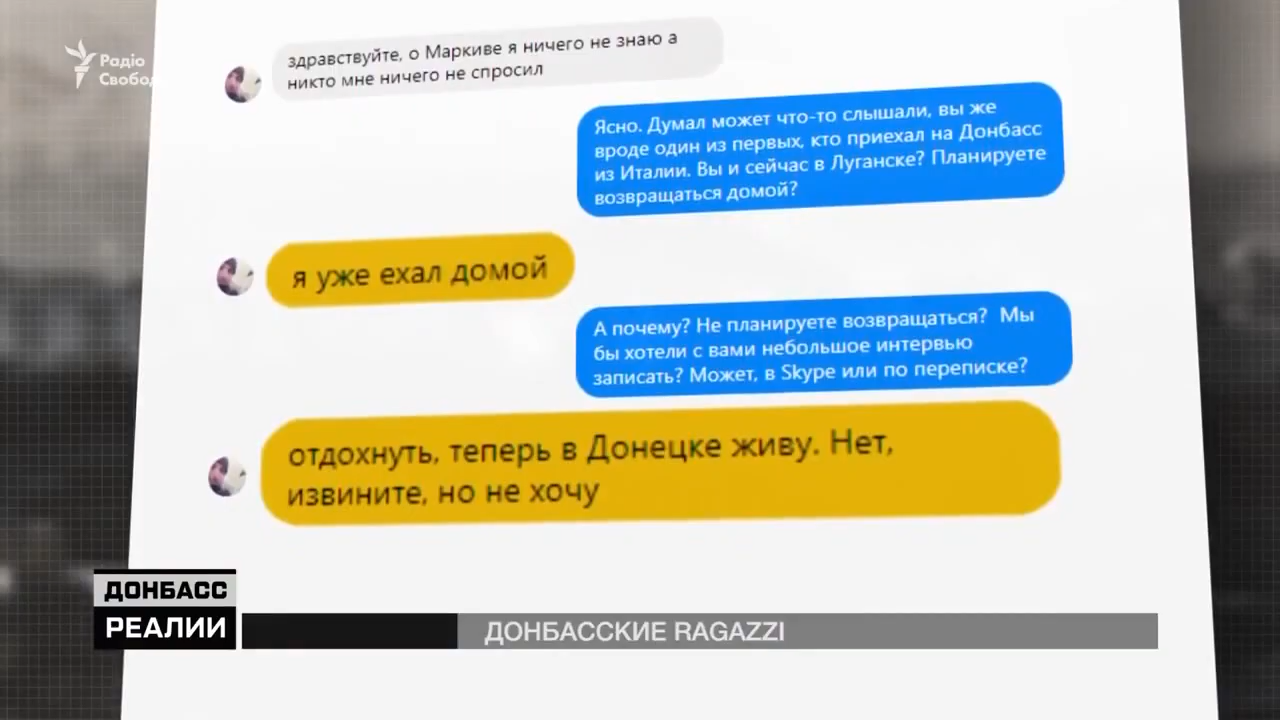 Радіо
Свобод
здравствуйте, о Маркиве я ничего не знаю а
никто мне ничего не спросил
Ясно. Думал может что-то слышали, вы же
вроде один из первых, кто приехал на Донбасс
из Италии. Вы и сейчас в Луганске? Планируете
возвращаться домой?
я уже ехал домой
А почему? Не планируете возвращаться? Мы
бы хотели с вами небольшое интервью
записать? Может, в Skype или по переписке?
отдохнуть, теперь в Донецке живу. Нет,
извините, но не хочу
ДОНБАСС
РЕАЛИИ
ДОНБАССКИЕ RAGAZZI